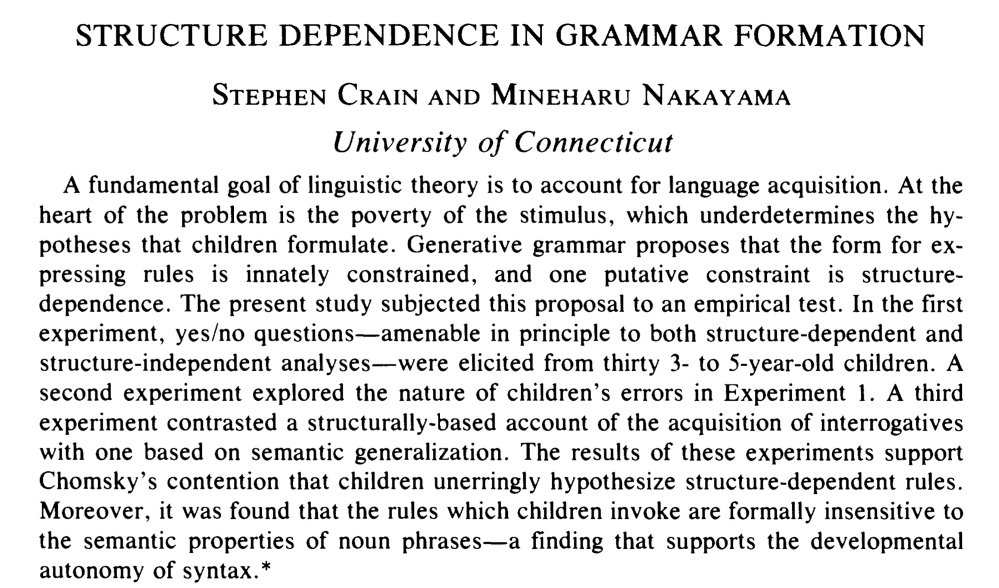 STRUCTURE DEPENDENCE IN GRAMMAR FORMATION
STEPHEN CRAIN AND MINEHARU NAKAYAMA
University of Connecticut
A fundamental goal of linguistic theory is to account for language acquisition. At the
heart of the problem is the poverty of the stimulus, which underdetermines the hy-
potheses that children formulate. Generative grammar proposes that the form for ex-
pressing rules is innately constrained, and one putative constraint is structure-
dependence. The present study subjected this proposal to an empirical test. In the first
experiment, yes/no questions—amenable in principle to both structure-dependent and
structure-independent analyses—were elicited from thirty 3- to 5-year-old children. A
second experiment explored the nature of children's errors in Experiment 1. A third
experiment contrasted a structurally-based account of the acquisition of interrogatives
with one based on semantic generalization. The results of these experiments support
Chomsky's contention that children unerringly hypothesize structure-dependent rules.
Moreover, it was found that the rules which children invoke are formally insensitive to
the semantic properties of noun phrases—a finding that supports the developmental
autonomy of syntax.*